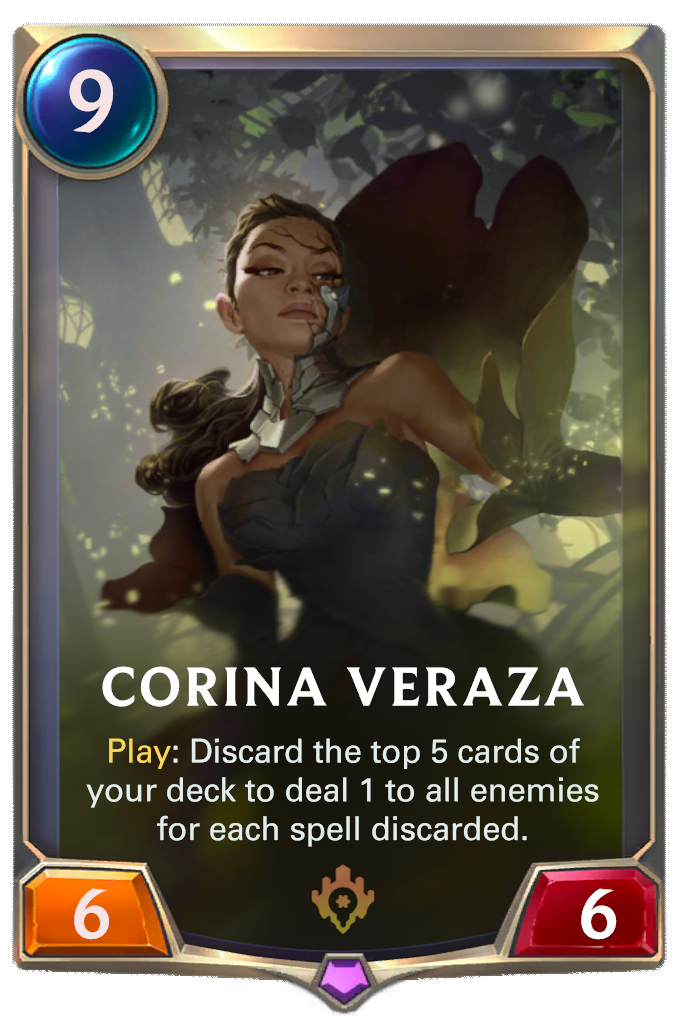 9
CORINA VERAZA
Play: Discard the top 5 cards of
your deck to deal 1 to all enemies
for each spell discarded.
6
6